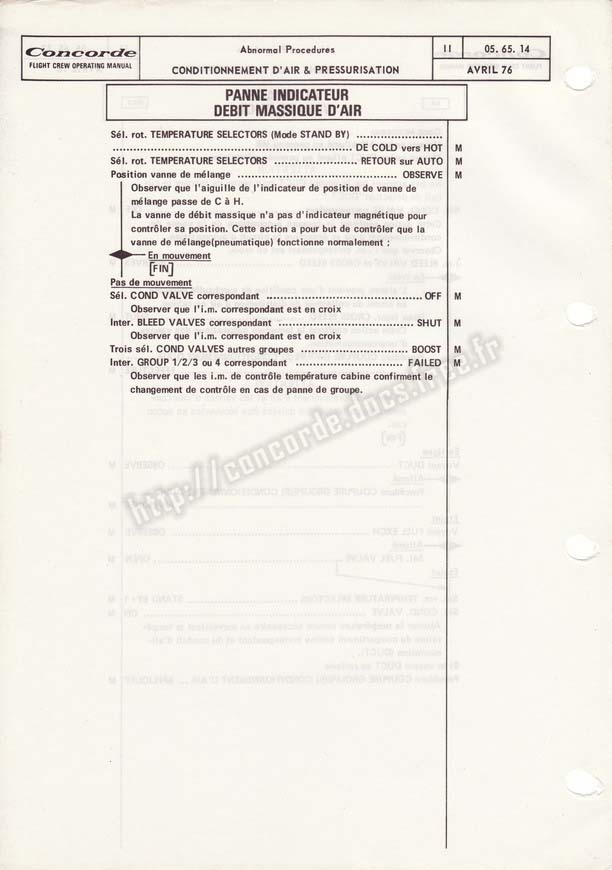 Concorde
FLIGHT CREW OPERATING MANUAL
Abnormal Procedures
CONDITIONNEMENT D'AIR & PRESSURISATION
11
05. 65. 14
AVRIL 76
PANNE INDICATEUR
DEBIT MASSIQUE D'AIR
Sél. rot. TEMPERATURE SELECTORS (Mode STAND BY) ......................
............................................................ DE COLD vers HOT M
Sél. rot. TEMPERATURE SELECTORS ..................... RETOUR sur AUTO M
Position vanne de mélange ........................................... OBSERVE M
Observer que l'aiguille de l'indicateur de position de vanne de
mélange passe de C à H.
La vanne de débit massique n'a pas d'indicateur magnétique pour
contrôler sa position. Cette action a pour but de contrôler que la
vanne de mélange(pneumatique) fonctionne normalement :
En mouvement
[FIN]
Pas de mouvement
Sél. COND VALVE correspondant ........................................ OFF M
Observer que l'i.m. correspondant est en croix
Inter. BLEED VALVES correspondant ................................. SHUT M
Observer que l'i.m. correspondant est en croix
Trois sél. COND VALVES autres groupes ........................... BOOST M
Inter. GROUP 1/2/3 ou 4 correspondant ........................... FAILED M
Observer que les i.m. de contrôle température cabine confirment le
changement de contrôle en cas de panne de groupe.
http://concorde.docs.free.fr